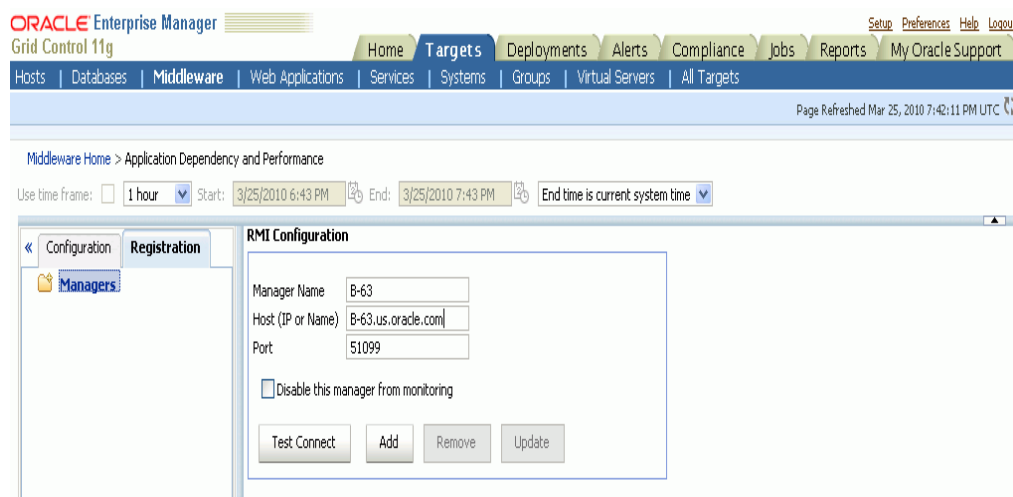 ORACLE Enterprise Manager
Grid Control 11g
Setup Preferences Help Logou
Home Targets Deployments Alerts Compliance Jobs Reports My Oracle Support
Hosts | Databases | Middleware | Web Applications | Services | Systems | Groups | Virtual Servers | All Targets
Page Refreshed Mar 25, 2010 7:42:11 PM UTC
Middleware Home > Application Dependency and Performance
Use time frame: 1 hour Start: 3/25/2010 6:43 PM End: 3/25/2010 7:43 PM End time is current system time
« Configuration Registration
Managers
RMI Configuration
Manager Name B-63
Host (IP or Name) B-63.us.oracle.com
Port 51099
Disable this manager from monitoring
Test Connect Add Remove Update